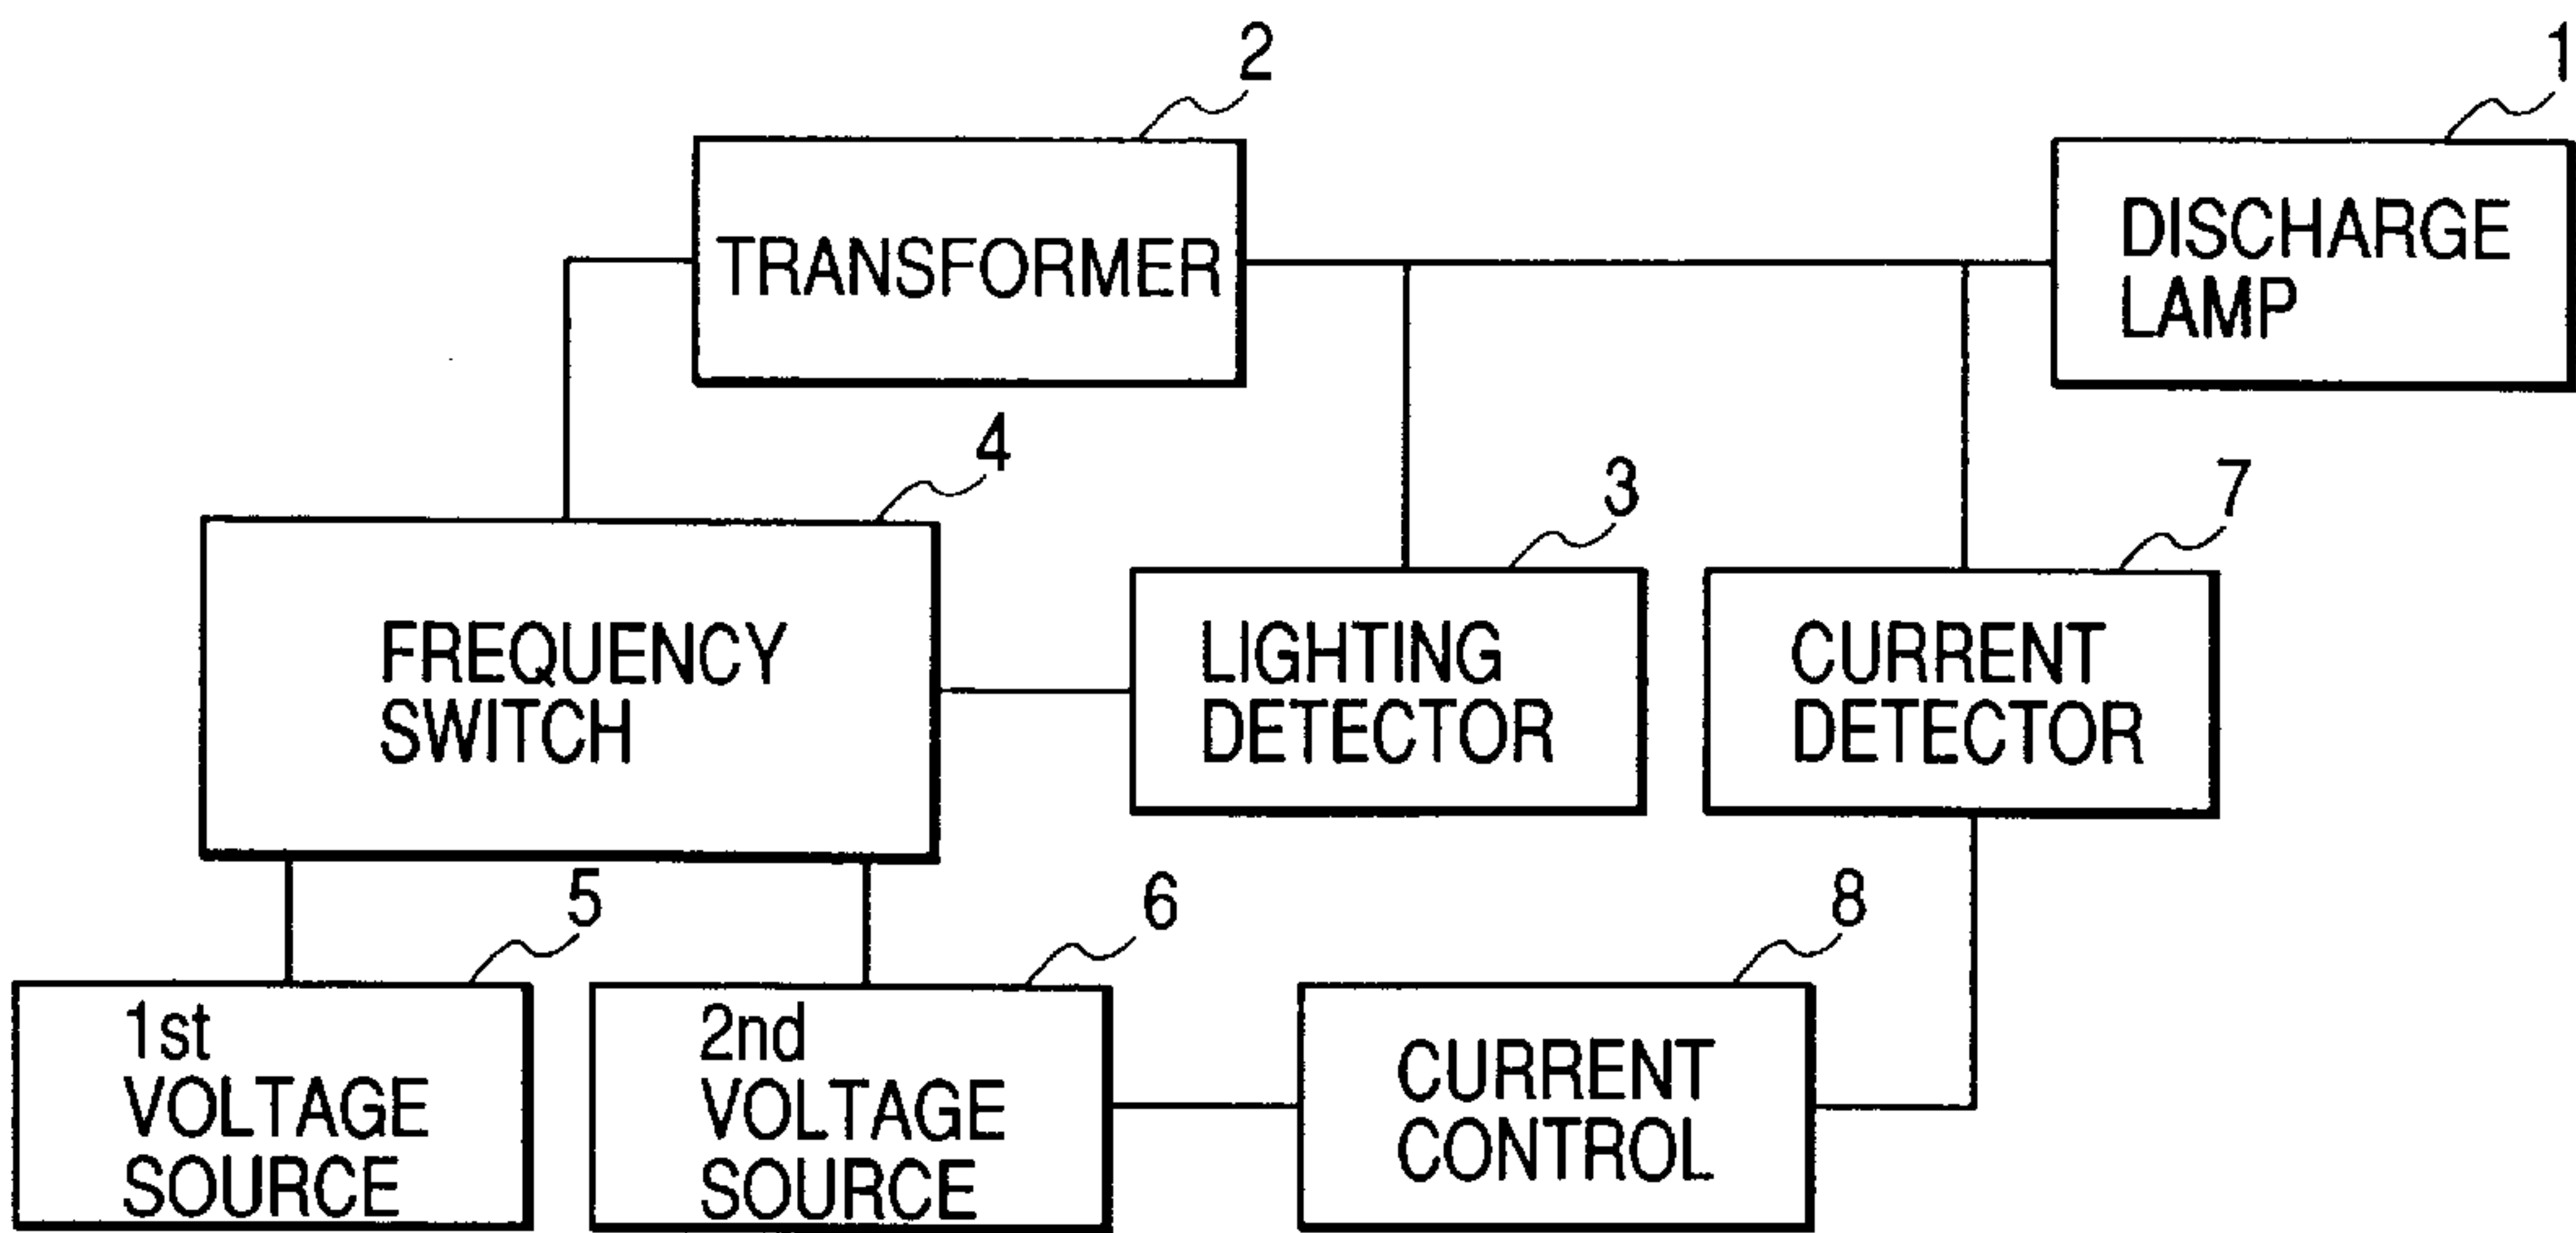 2
1
TRANSFORMER
DISCHARGE
LAMP
4
3
7
FREQUENCY
SWITCH
LIGHTING
DETECTOR
CURRENT
DETECTOR
5
6
8
1st
VOLTAGE
SOURCE
2nd
VOLTAGE
SOURCE
CURRENT
CONTROL